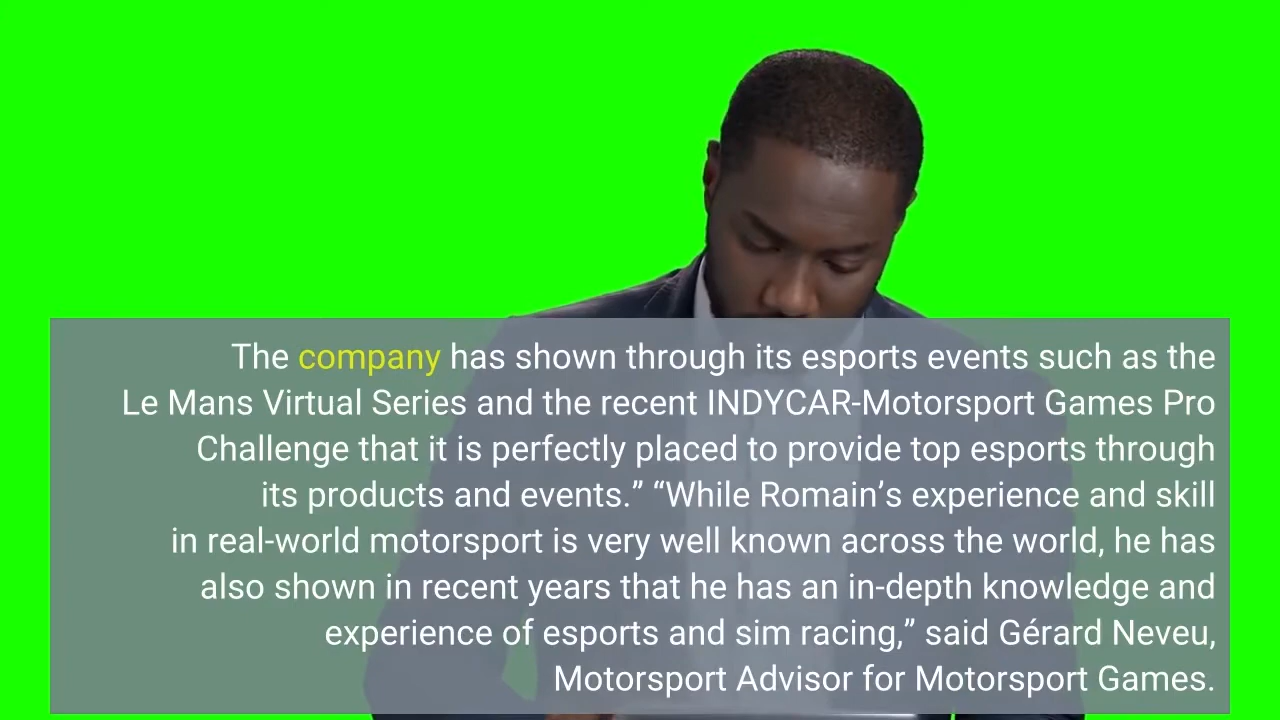 The company has shown through its esports events such as the
Le Mans Virtual Series and the recent INDYCAR-Motorsport Games Pro
Challenge that it is perfectly placed to provide top esports through
its products and events.” “While Romain’s experience and skill
in real-world motorsport is very well known across the world, he has
also shown in recent years that he has an in-depth knowledge and
experience of esports and sim racing,” said Gérard Neveu,
Motorsport Advisor for Motorsport Games.